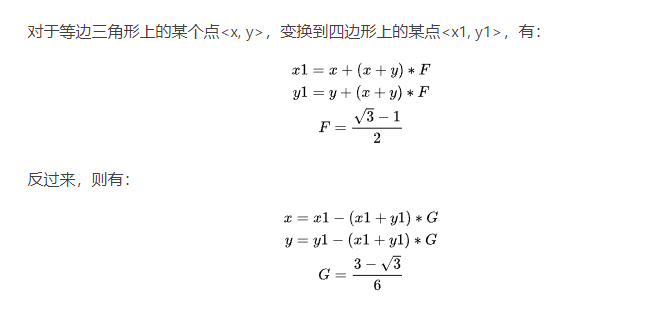 对于等边三角形上的某个点<x, y>，变换到四边形上的某点<x1, y1>，有：
x1 = x + (x + y) * F
y1 = y + (x + y) * F
F = \frac{\sqrt{3} - 1}{2}
反过来，则有：
x = x1 − (x1 + y1) * G
y = y1 − (x1 + y1) * G
G = \frac{3 - \sqrt{3}}{6}